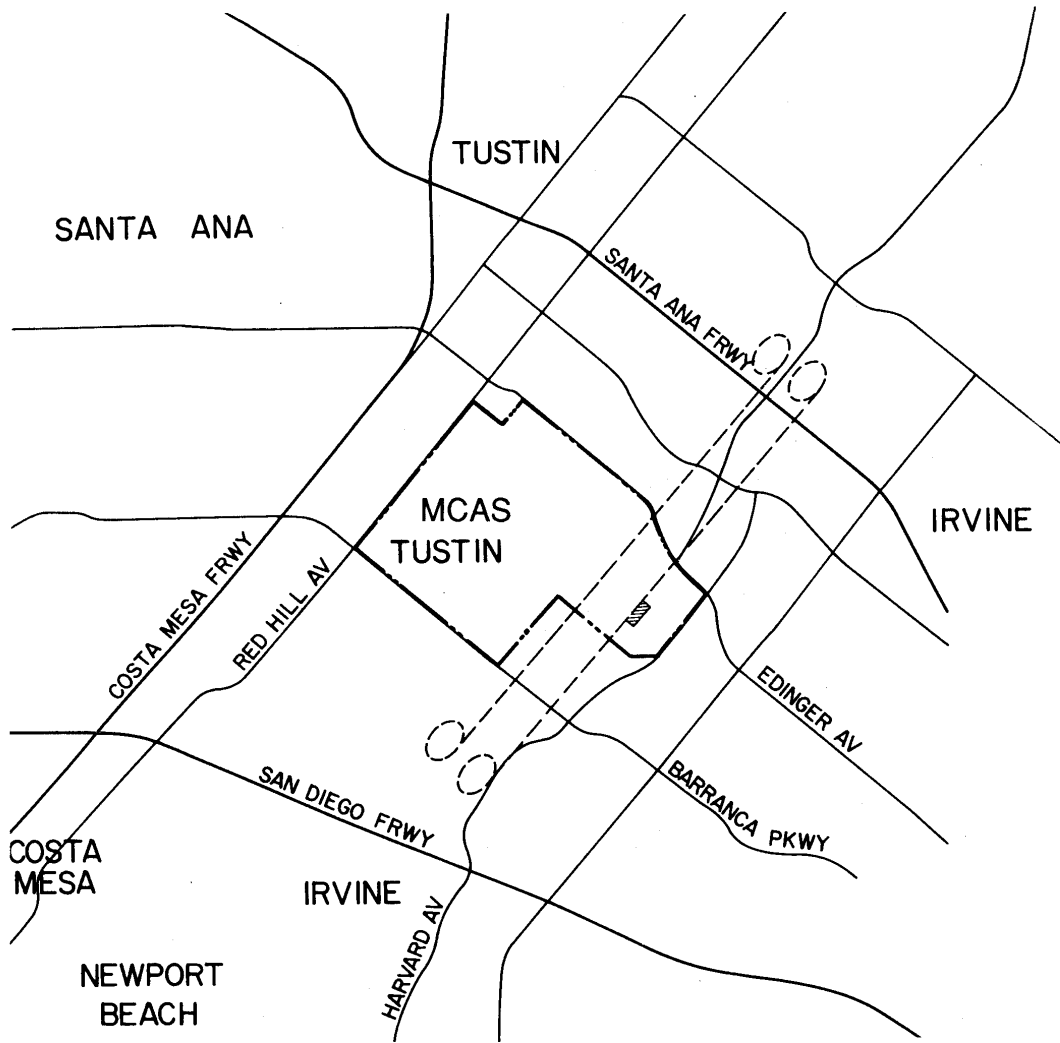 TUSTIN
SANTA ANA
SANTA ANA FRWY
MCAS
TUSTIN
IRVINE
COSTA MESA FRWY
RED HILL AV
EDINGER AV
BARRANCA PKWY
SAN DIEGO FRWY
COSTA
MESA
IRVINE
HARVARD AV
NEWPORT
BEACH